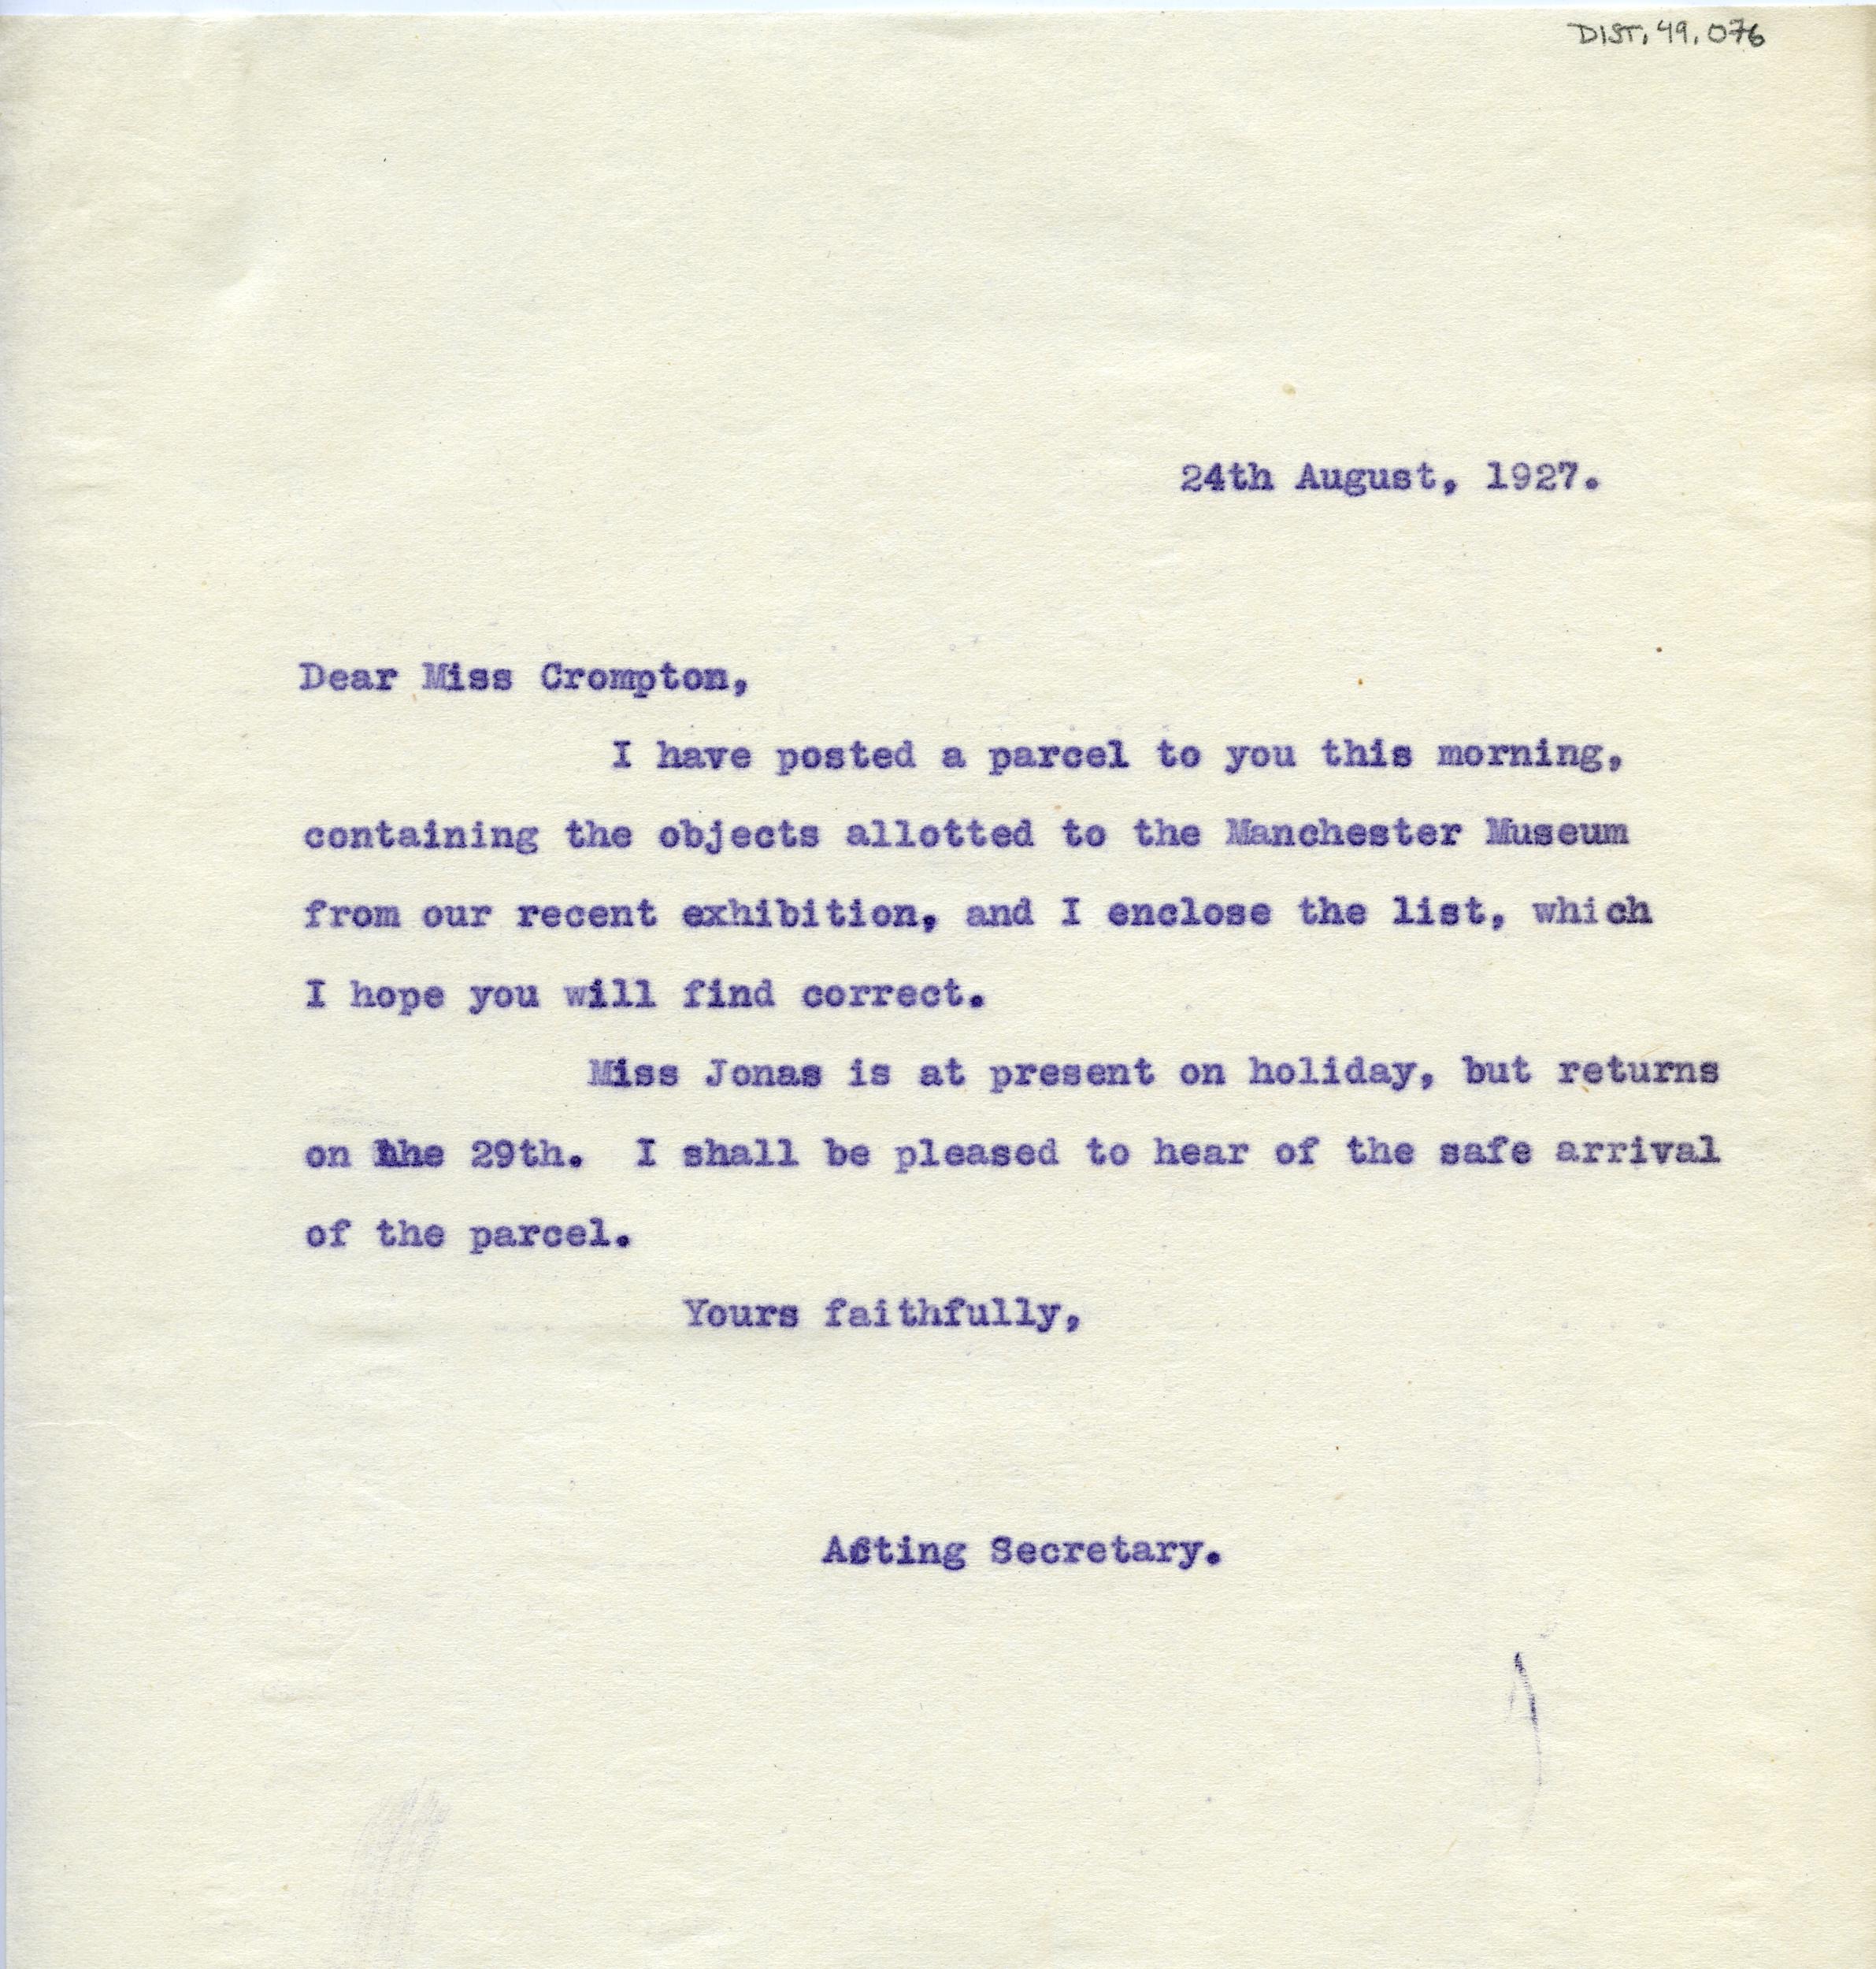 DIST. 49.076
24th August, 1927.
Dear Miss Crompton,
I have posted a parcel to you this morning,
containing the objects allotted to the Manchester Museum
from our recent exhibition, and I enclose the list, which
I hope you will find correct.
Miss Jonas is at present on holiday, but returns
on the 29th. I shall be pleased to hear of the safe arrival
of the parcel.
Yours faithfully,
Acting Secretary.